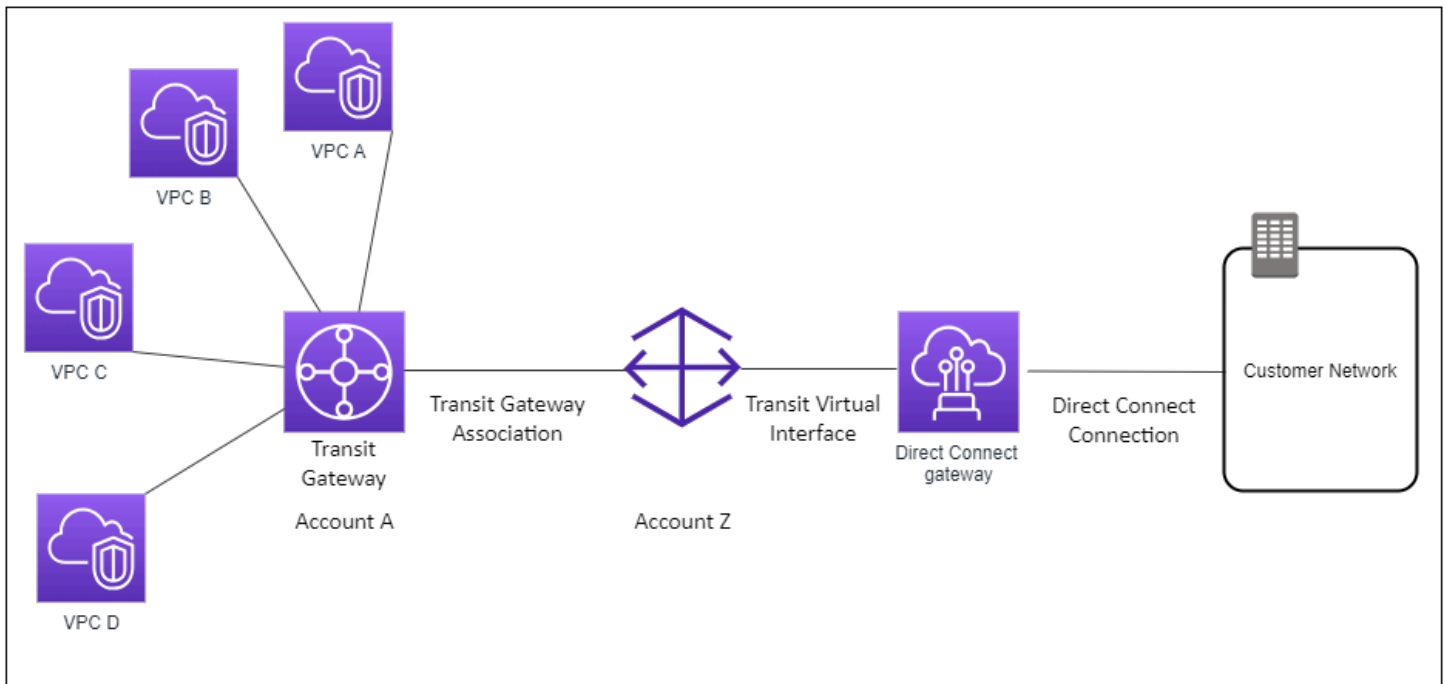 VPC A
VPC B
VPC C
VPC D
Transit
Gateway
Account A
Transit Gateway
Association
Account Z
Transit Virtual
Interface
Direct Connect
gateway
Direct Connect
Connection
Customer Network